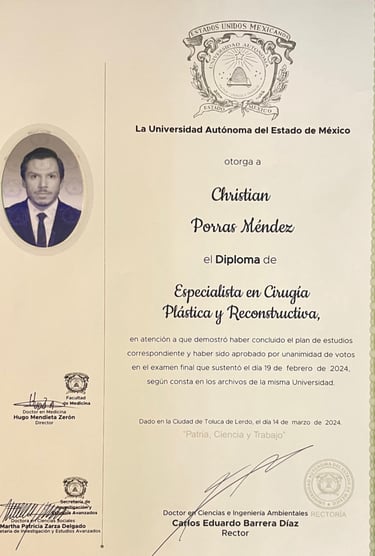 ESTADOS UNIDOS MEXICANOS
UNIVERSIDAD AUTÓNOMA
ESTADO DE MÉXICO
La Universidad Autónoma del Estado de México
otorga a
Christian
Porras Méndez
el Diploma de
Especialista en Cirugía
Plástica y Reconstructiva,
en atención a que demostró haber concluido el plan de estudios
correspondiente y haber sido aprobado por unanimidad de votos
en el examen final que sustentó el día 19 de febrero de 2024,
según consta en los archivos de la misma Universidad.
Dado en la Ciudad de Toluca de Lerdo, el día 14 de marzo de 2024.
"Patria, Ciencia y Trabajo"
Facultad
de Medicina
Doctor en Medicina
Hugo Mendieta Zerón
Director
Secretaría de
Investigación y
Estudios Avanzados
Doctora en Ciencias Sociales
Martha Patricia Zarza Delgado
de Investigación y Estudios Avanzados
RECTORÍA
Doctor en Ciencias e Ingeniería Ambientales
Carlos Eduardo Barrera Díaz
Rector